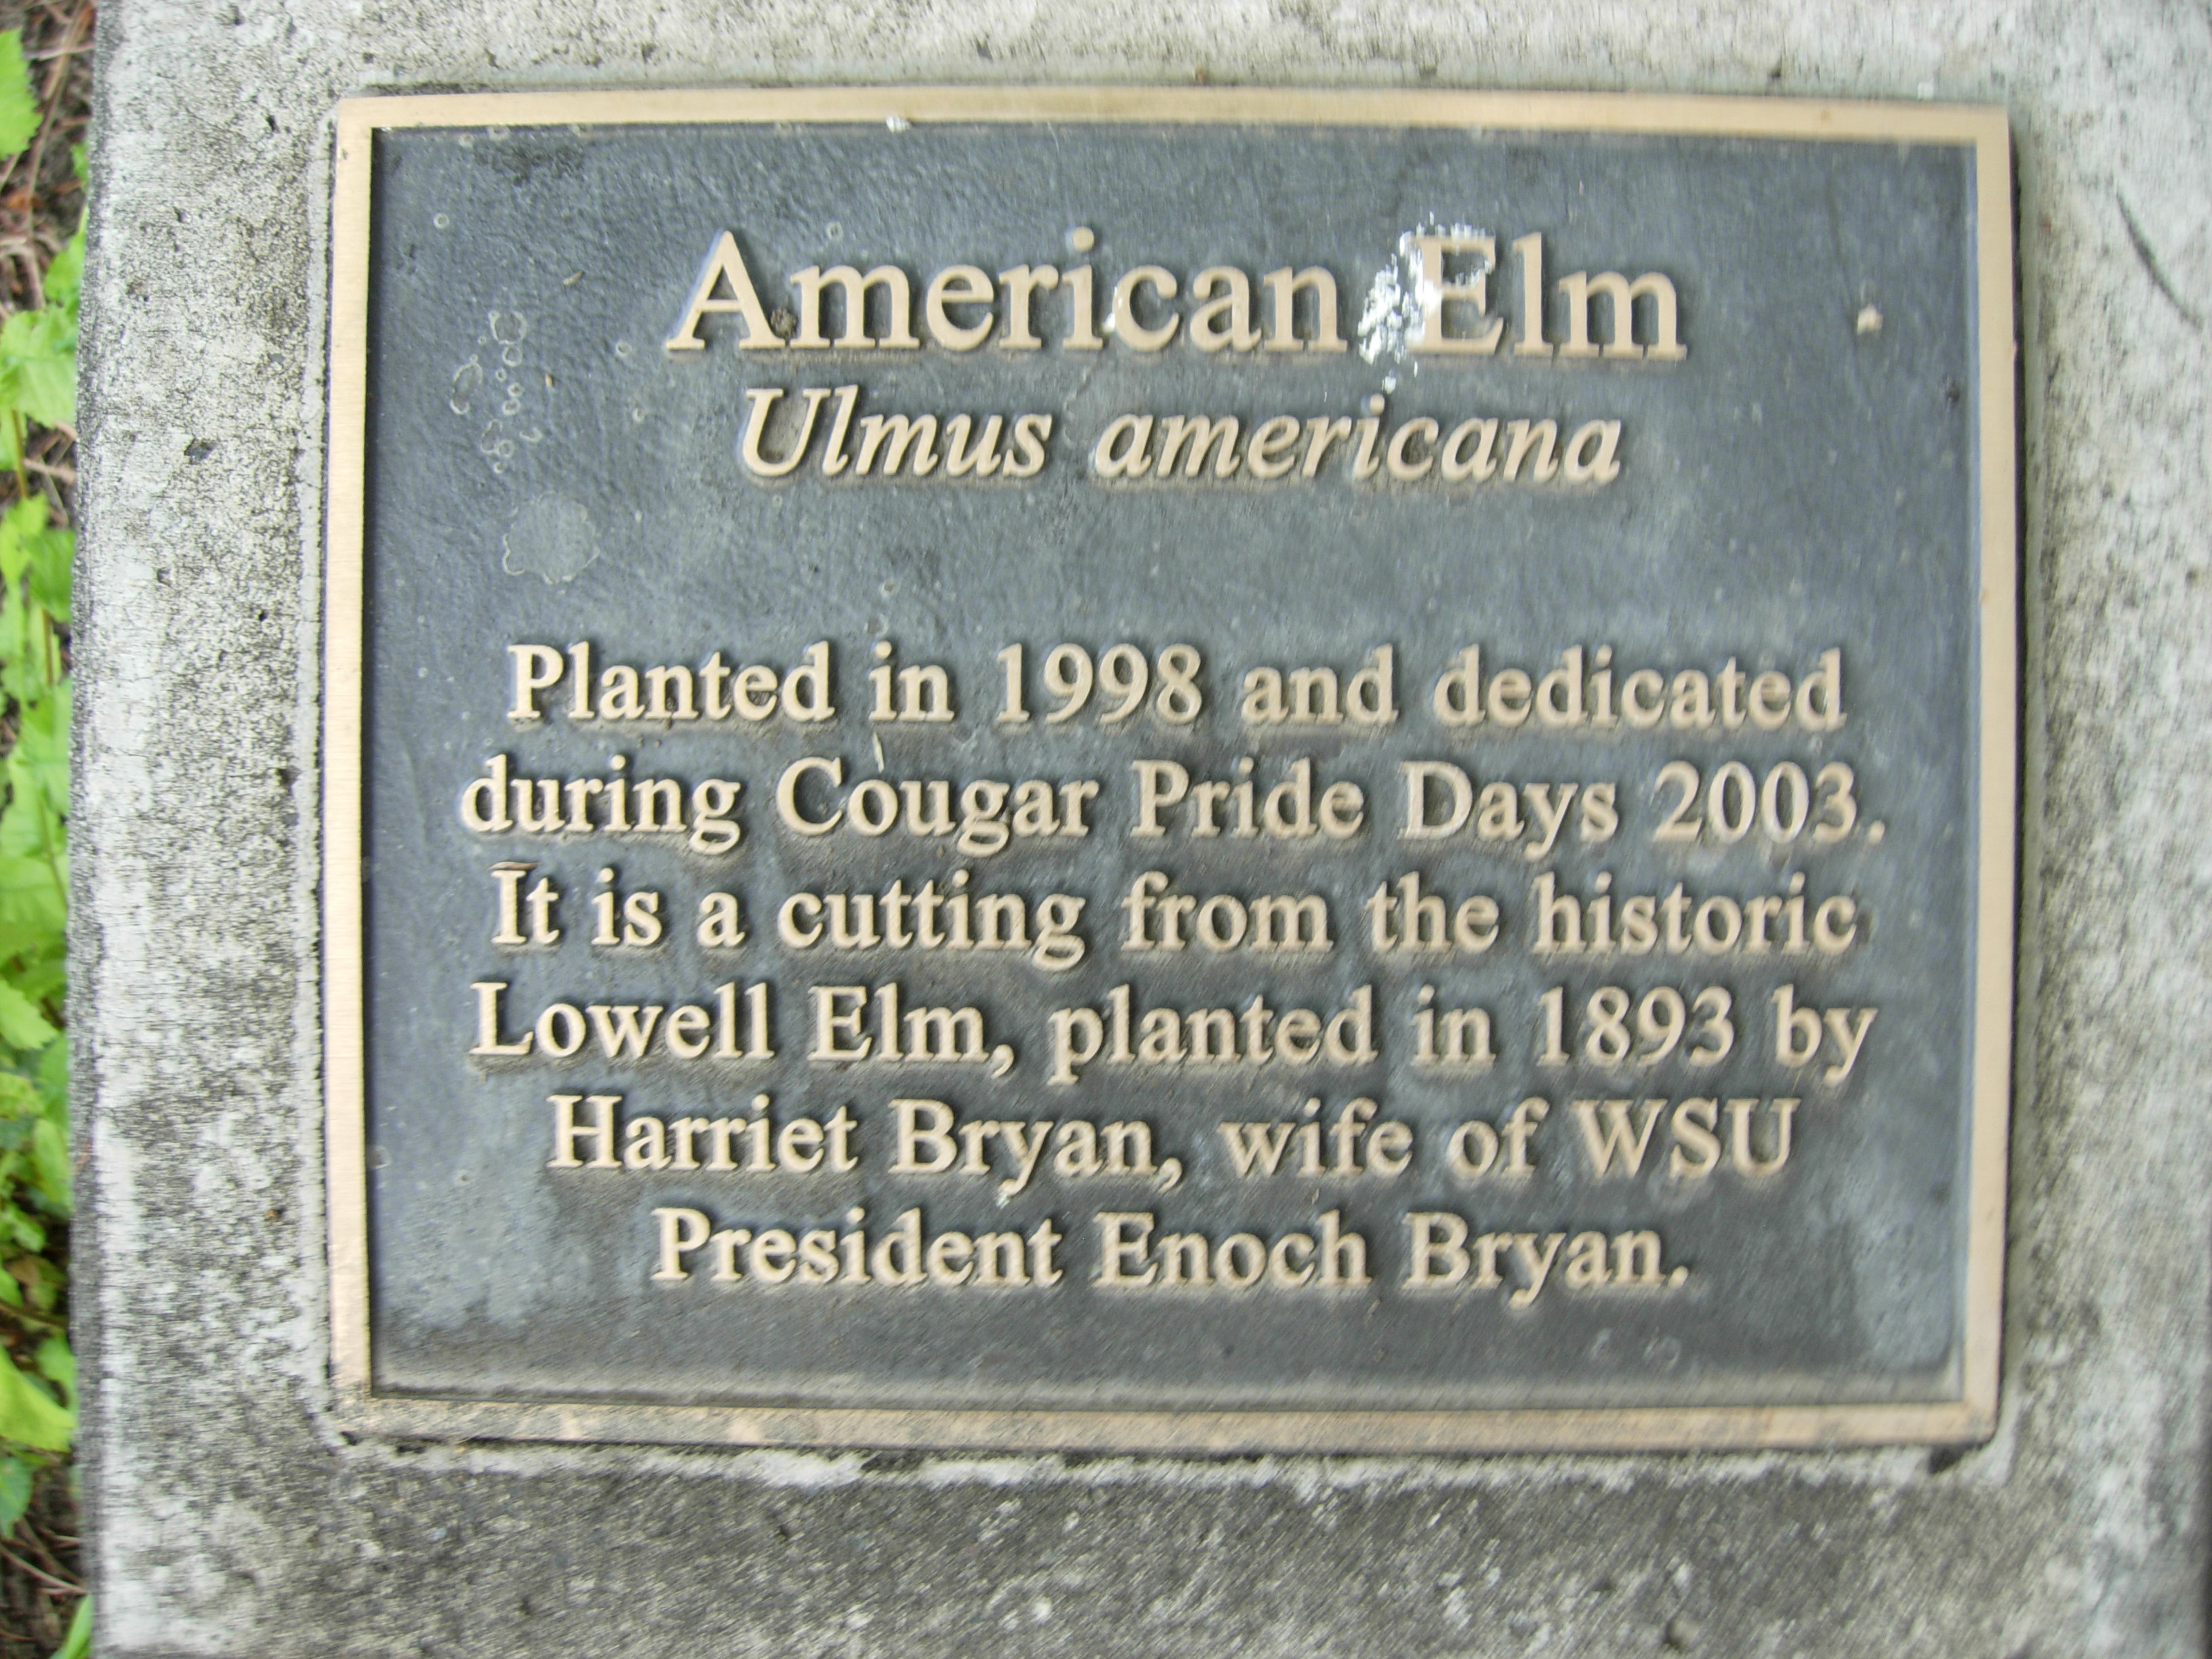 American Elm
Ulmus americana
Planted in 1998 and dedicated
during Cougar Pride Days 2003.
It is a cutting from the historic
Lowell Elm, planted in 1893 by
Harriet Bryan, wife of WSU
President Enoch Bryan.